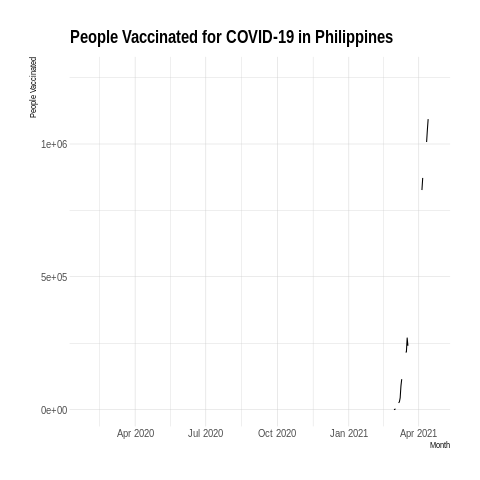 People Vaccinated for COVID-19 in Philippines
People Vaccinated
1e+06
5e+05
0e+00
Apr 2020 Jul 2020 Oct 2020 Jan 2021 Apr 2021
Month